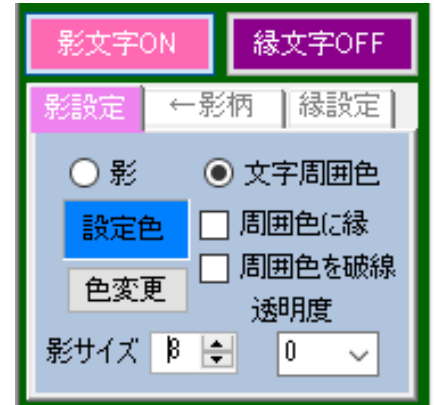 影文字ON 縁文字OFF
影設定 ←影柄 縁設定
影 文字周囲色
設定色 周囲色に縁
周囲色を破線
色変更
透明度
影サイズ 8 0